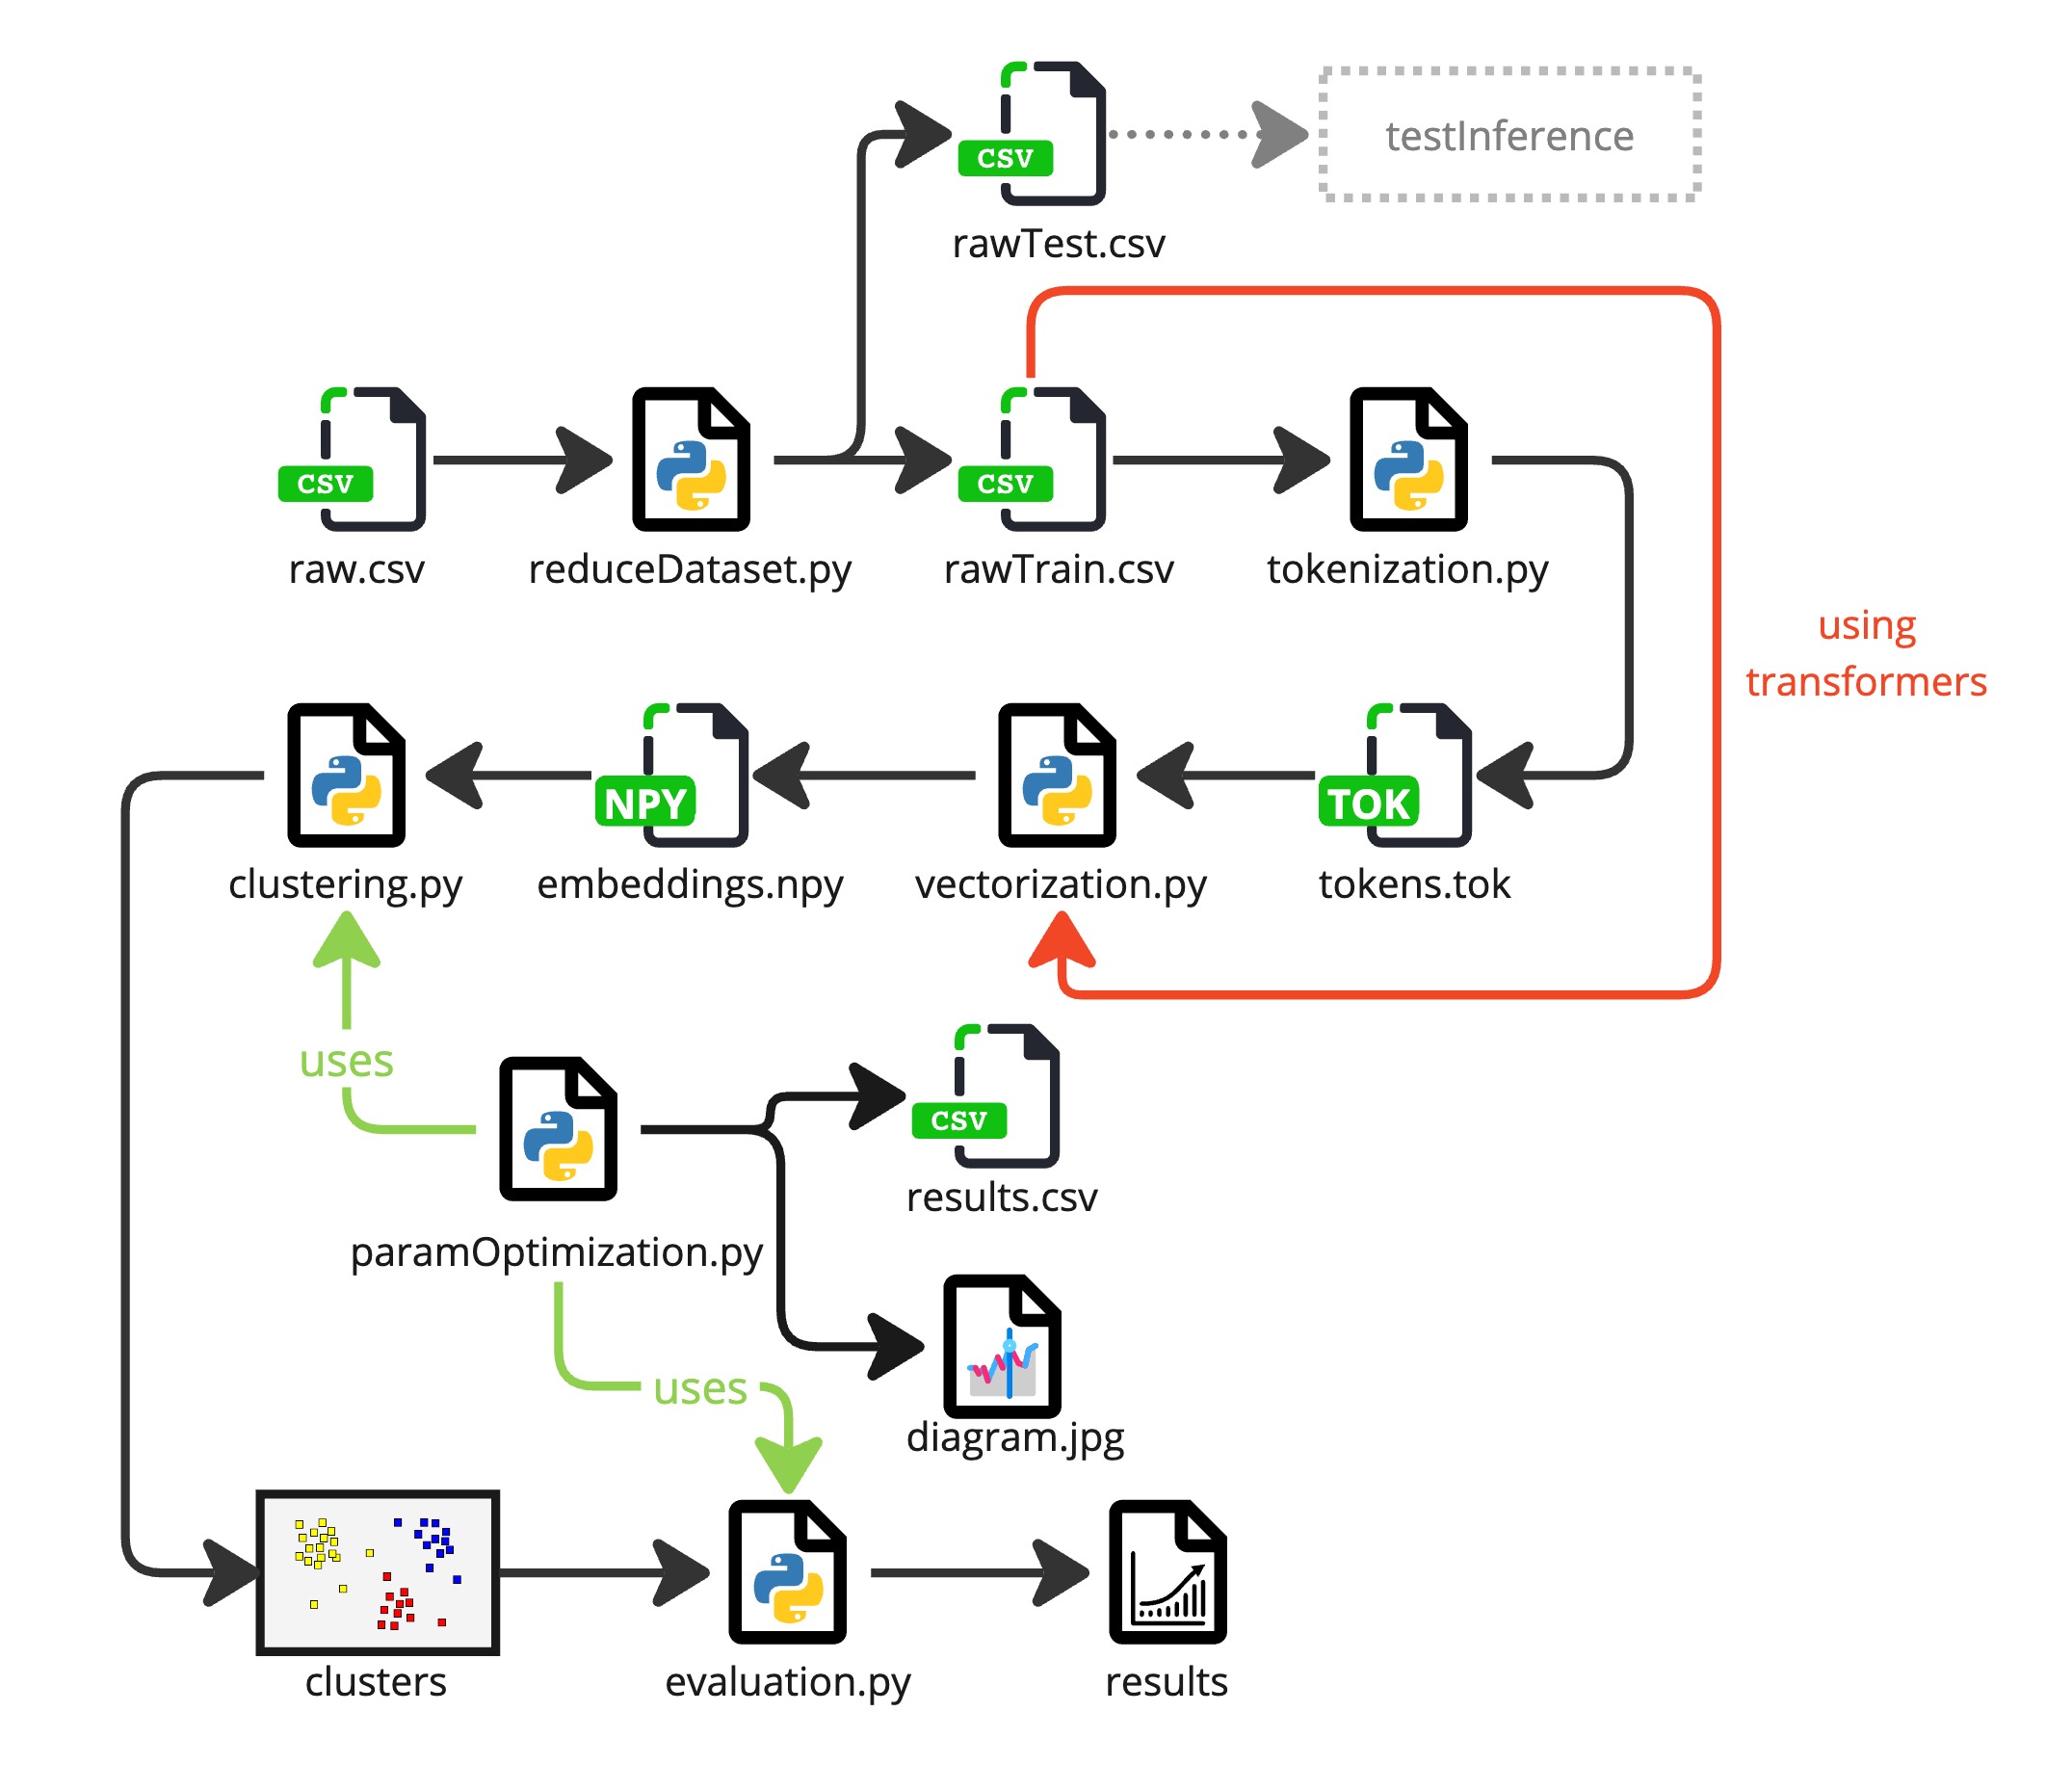 CSV
testInference
rawTest.csv
CSV
CSV
raw.csv
reduceDataset.py
rawTrain.csv
tokenization.py
using
transformers
NPY
TOK
clustering.py
embeddings.npy
vectorization.py
tokens.tok
uses
CSV
results.csv
paramOptimization.py
uses
diagram.jpg
clusters
evaluation.py
results